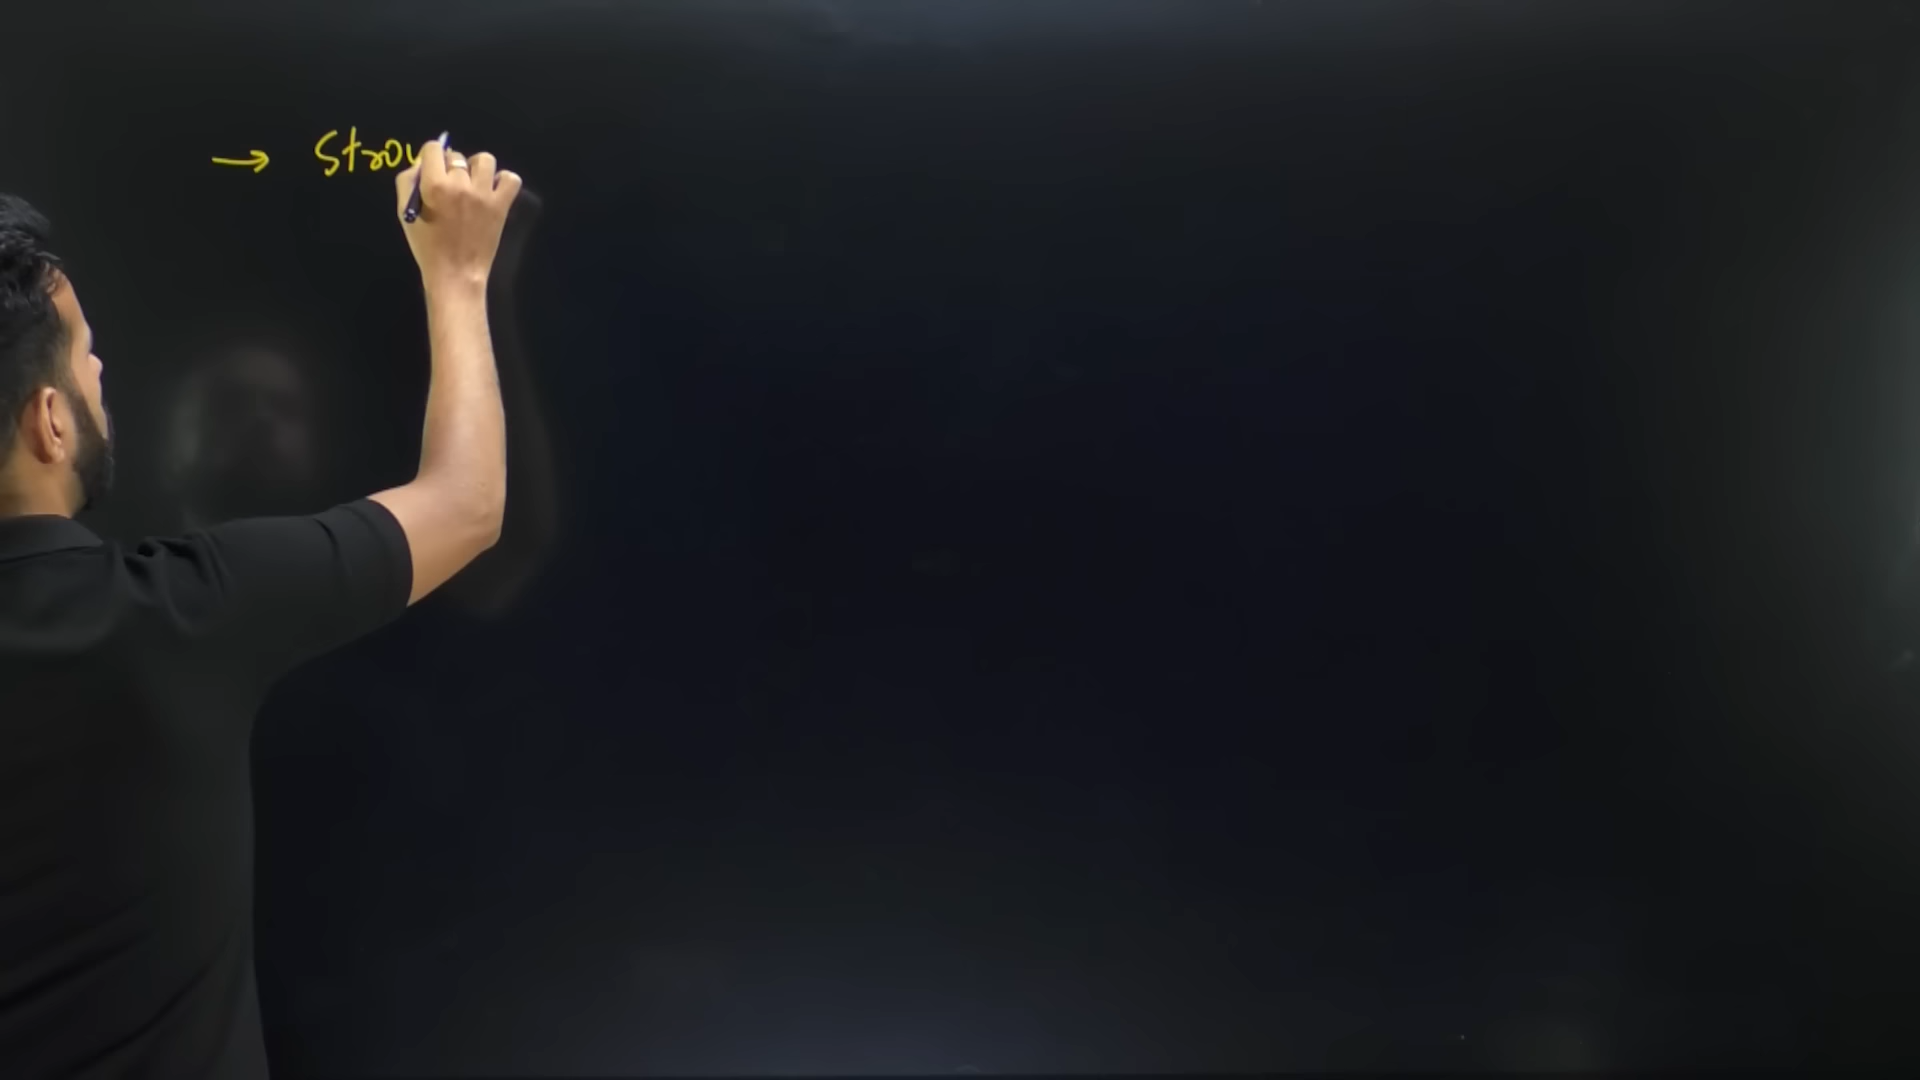 → Stro